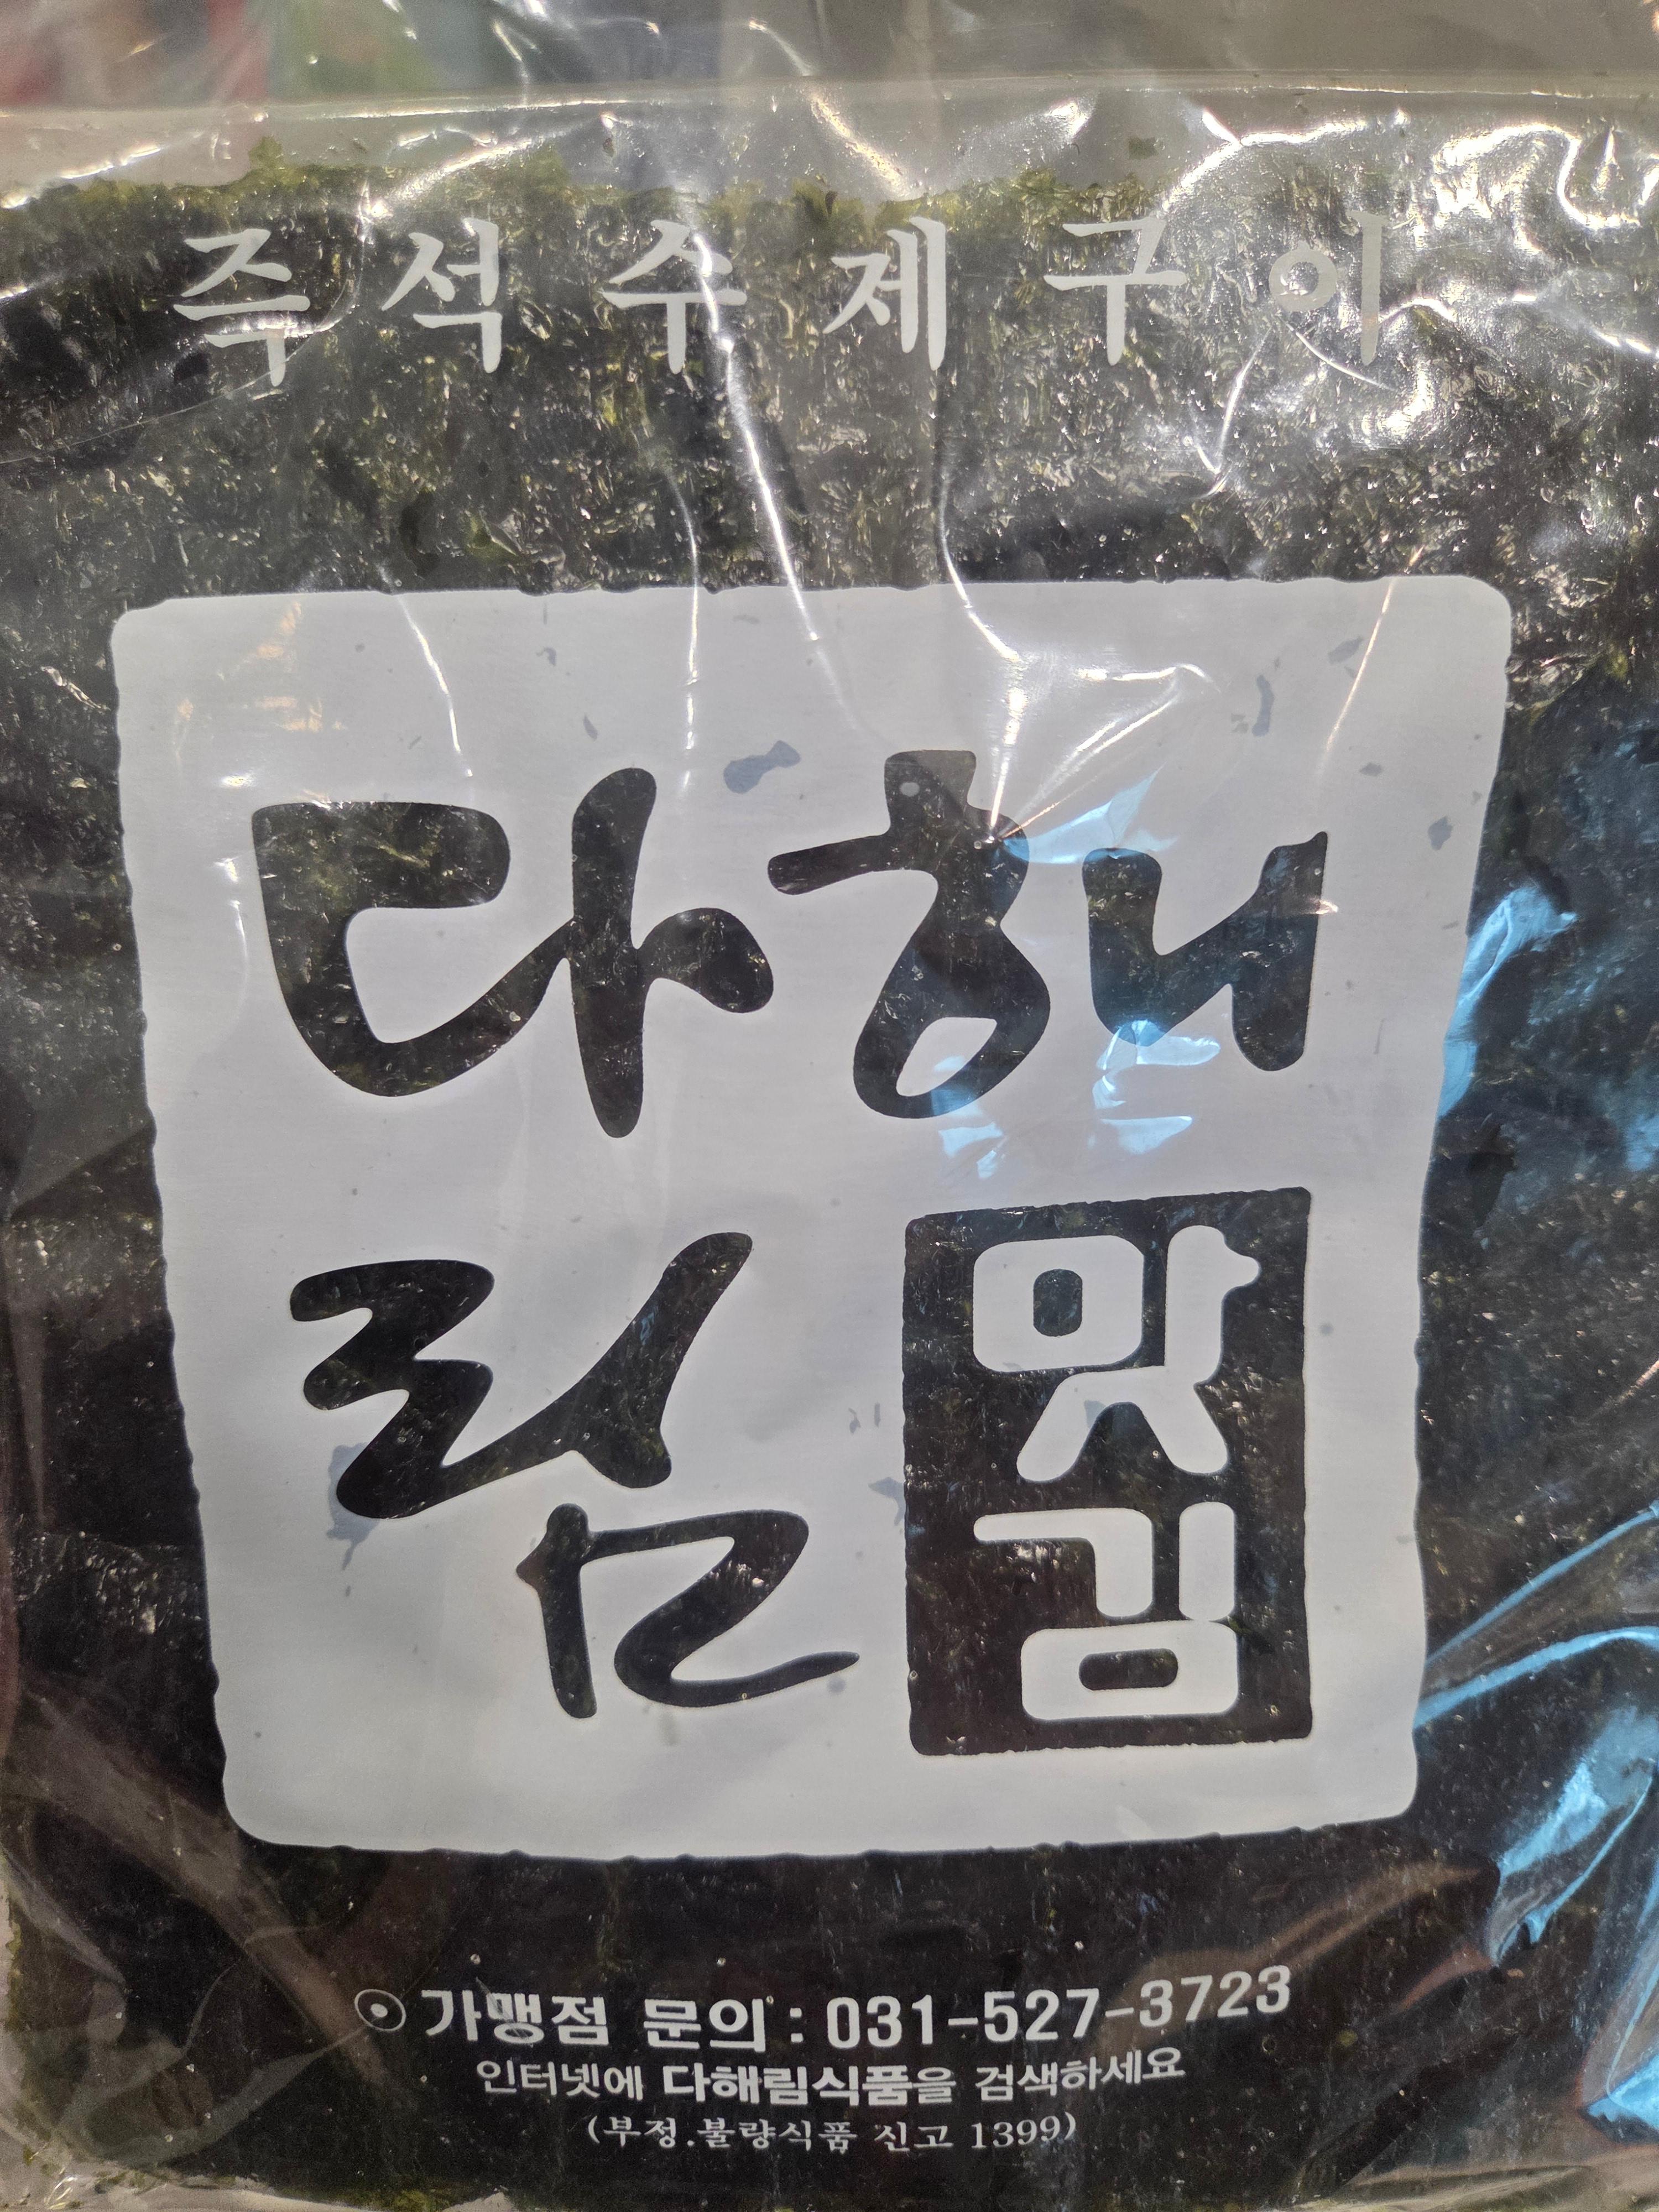 주석수제구이
다해
림 맛김
⊙가맹점 문의 : 031-527-3723
인터넷에 다해림식품을 검색하세요
(부정.불량식품 신고 1399)